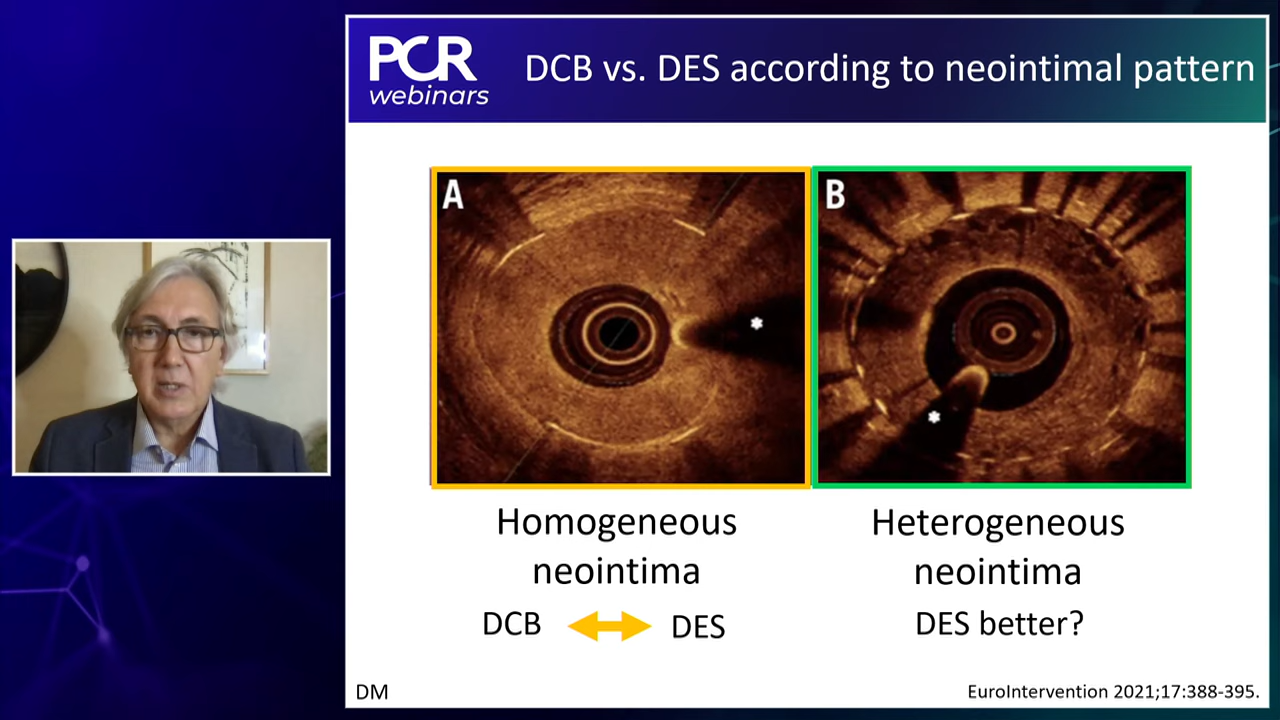 PCR
webinars
DCB vs. DES according to neointimal pattern
A
B
Homogeneous
neointima
Heterogeneous
neointima
DCB DES
DES better?
DM
EuroIntervention 2021;17:388-395.